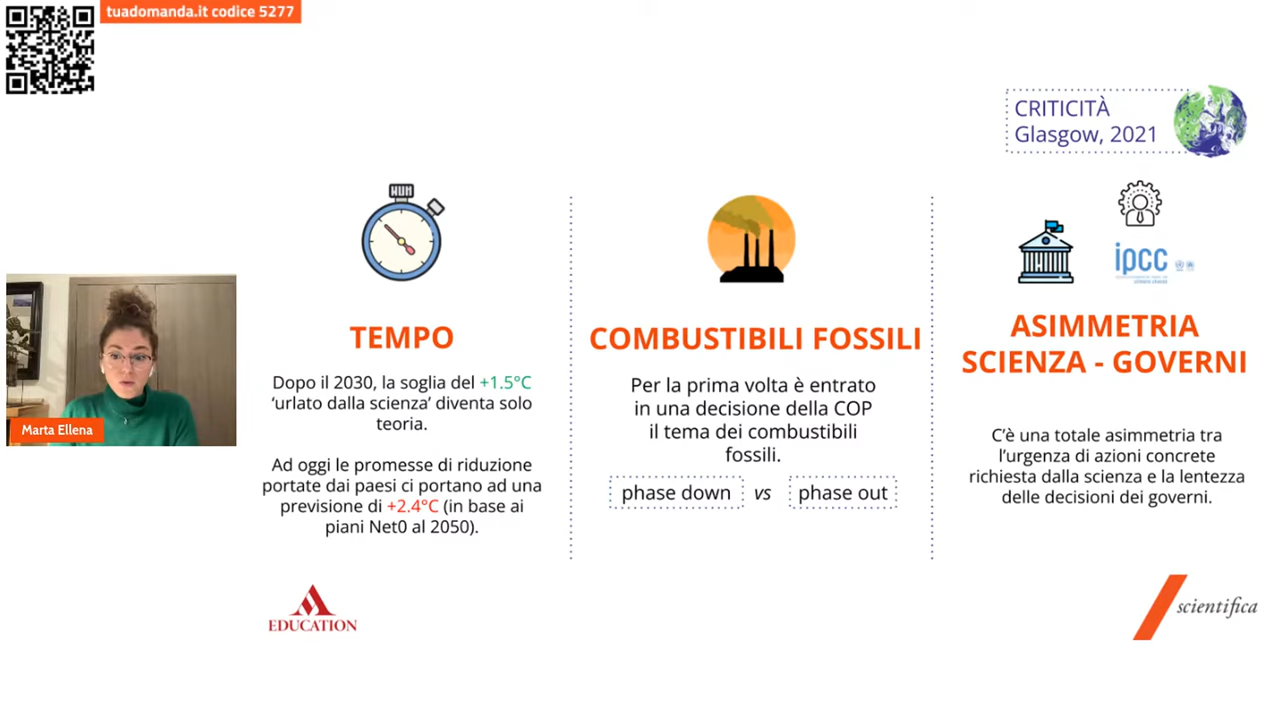 tuadomanda.it codice 5277
CRITICITÀ
Glasgow, 2021
ipcc
climate change
TEMPO
Dopo il 2030, la soglia del +1.5°C
‘urlato dalla scienza’ diventa solo
teoria.
Ad oggi le promesse di riduzione
portate dai paesi ci portano ad una
previsione di +2.4°C (in base ai
piani Net0 al 2050).
COMBUSTIBILI FOSSILI
Per la prima volta è entrato
in una decisione della COP
il tema dei combustibili
fossili.
phase down vs phase out
ASIMMETRIA
SCIENZA - GOVERNI
C’è una totale asimmetria tra
l’urgenza di azioni concrete
richiesta dalla scienza e la lentezza
delle decisioni dei governi.
Marta Ellena
EDUCATION
scientifica